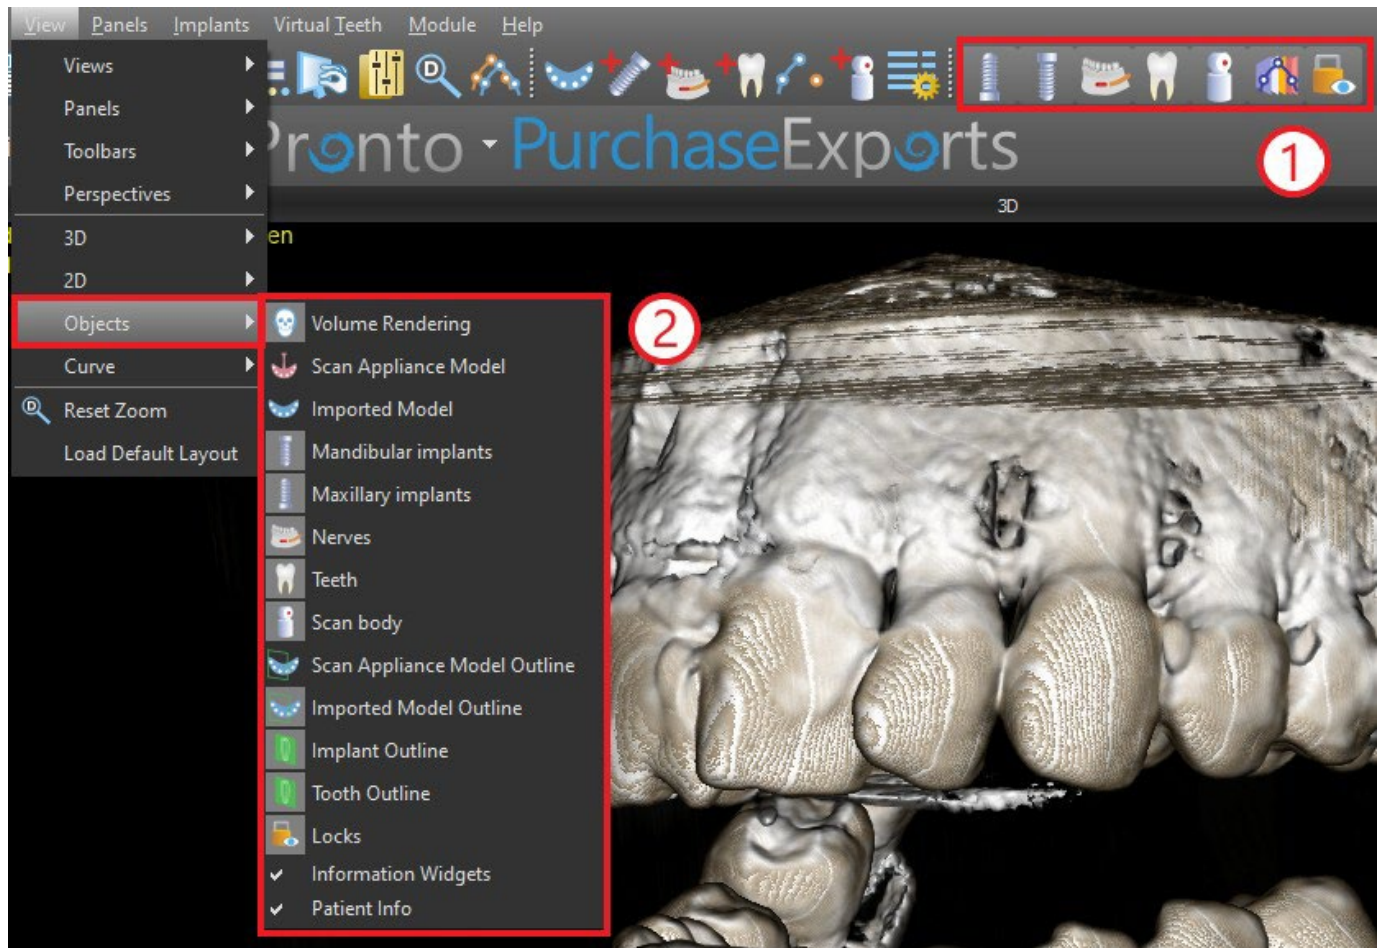 View Panels Implants Virtual Teeth Module Help
Views
Panels
Toolbars
Perspectives
3D
2D
Objects
Curve
Reset Zoom
Load Default Layout
Pronto PurchaseExports
1
3D
en
2
Volume Rendering
Scan Appliance Model
Imported Model
Mandibular implants
Maxillary implants
Nerves
Teeth
Scan body
Scan Appliance Model Outline
Imported Model Outline
Implant Outline
Tooth Outline
Locks
Information Widgets
Patient Info